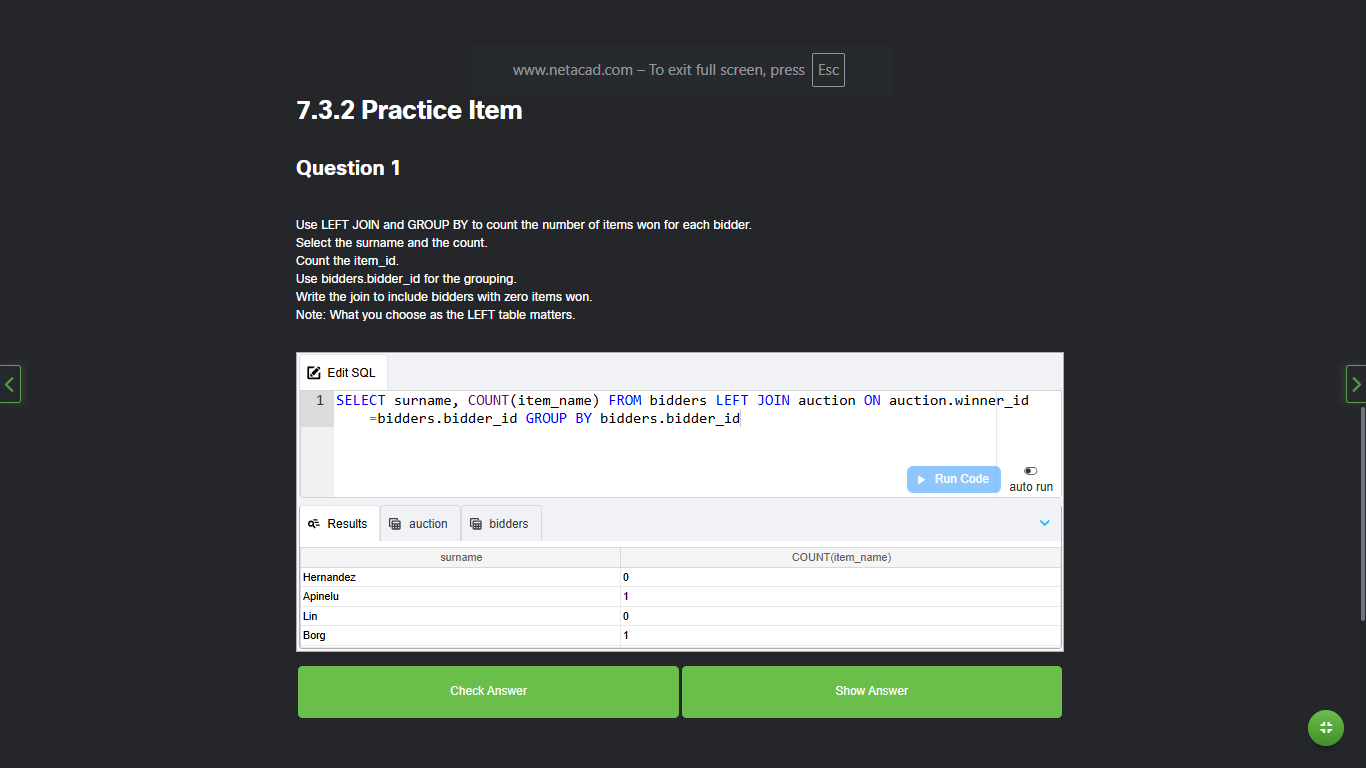 www.netacad.com – To exit full screen, press Esc
7.3.2 Practice Item
Question 1
Use LEFT JOIN and GROUP BY to count the number of items won for each bidder.
Select the surname and the count.
Count the item_id.
Use bidders.bidder_id for the grouping.
Write the join to include bidders with zero items won.
Note: What you choose as the LEFT table matters.
Edit SQL
1 SELECT surname, COUNT(item_name) FROM bidders LEFT JOIN auction ON auction.winner_id
=bidders.bidder_id GROUP BY bidders.bidder_id
Run Code
auto run
Results auction bidders
surname COUNT(item_name)
Hernandez 0
Apinelu 1
Lin 0
Borg 1
Check Answer Show Answer